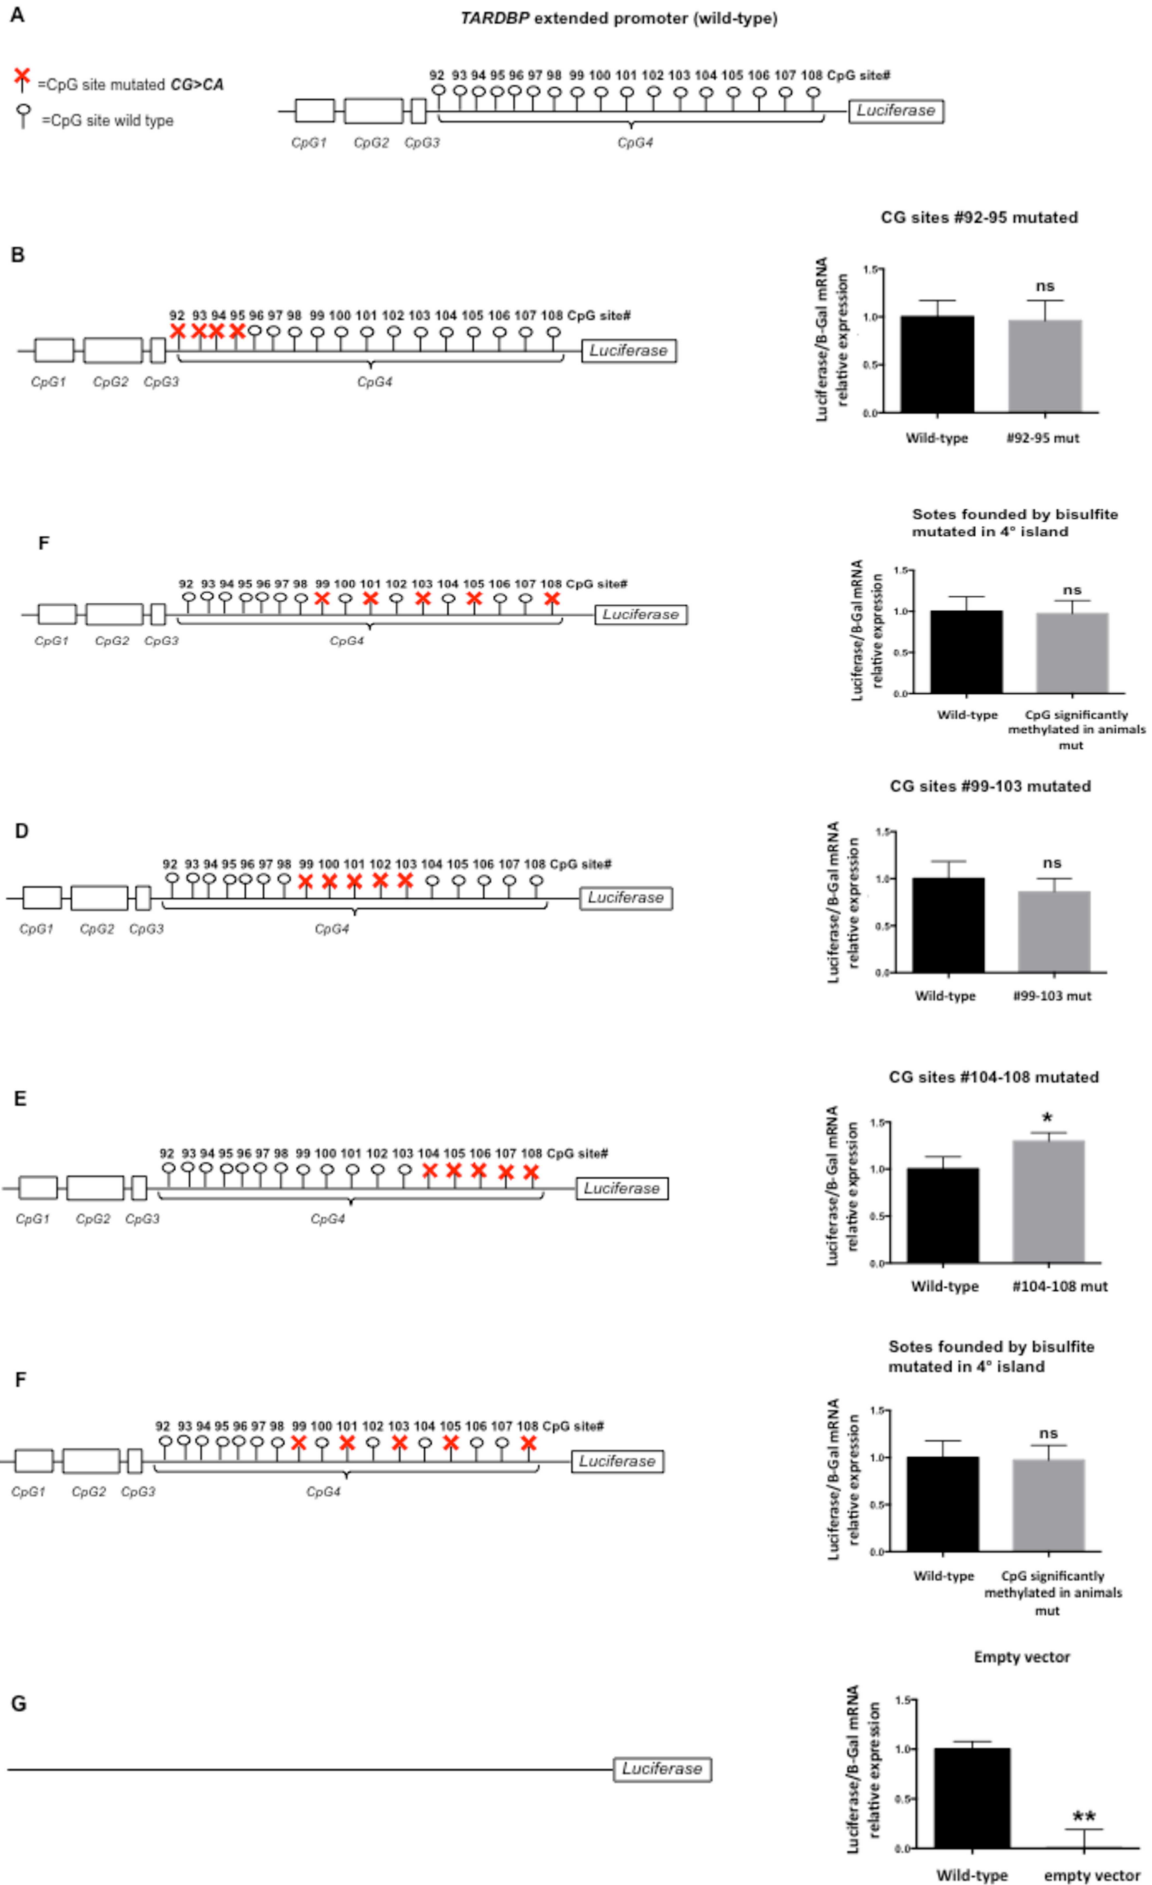 A
TARDBP extended promoter (wild-type)
=CpG site mutated CG>CA
=CpG site wild type
92 93 94 95 96 97 98 99 100 101 102 103 104 105 106 107 108 CpG site#
Luciferase
CpG1 CpG2 CpG3 CpG4
B
CG sites #92-95 mutated
92 93 94 95 96 97 98 99 100 101 102 103 104 105 106 107 108 CpG site#
Luciferase
CpG1 CpG2 CpG3 CpG4
Luciferase/B-Gal mRNA
relative expression
1.5
1.0
0.5
0.0
ns
Wild-type #92-95 mut
F
Sotes founded by bisulfite
mutated in 4° island
92 93 94 95 96 97 98 99 100 101 102 103 104 105 106 107 108 CpG site#
Luciferase
CpG1 CpG2 CpG3 CpG4
Luciferase/B-Gal mRNA
relative expression
1.5
1.0
0.5
0.0
ns
Wild-type CpG significantly
methylated in animals
mut
D
CG sites #99-103 mutated
92 93 94 95 96 97 98 99 100 101 102 103 104 105 106 107 108 CpG site#
Luciferase
CpG1 CpG2 CpG3 CpG4
Luciferase/B-Gal mRNA
relative expression
1.5
1.0
0.5
0.0
ns
Wild-type #99-103 mut
E
CG sites #104-108 mutated
92 93 94 95 96 97 98 99 100 101 102 103 104 105 106 107 108 CpG site#
Luciferase
CpG1 CpG2 CpG3 CpG4
Luciferase/B-Gal mRNA
relative expression
1.5
1.0
0.5
0.0
*
Wild-type #104-108 mut
F
Sotes founded by bisulfite
mutated in 4° island
92 93 94 95 96 97 98 99 100 101 102 103 104 105 106 107 108 CpG site#
Luciferase
CpG1 CpG2 CpG3 CpG4
Luciferase/B-Gal mRNA
relative expression
1.5
1.0
0.5
0.0
ns
Wild-type CpG significantly
methylated in animals
mut
G
Empty vector
Luciferase
Luciferase/B-Gal mRNA
relative expression
1.5
1.0
0.5
0.0
**
Wild-type empty vector